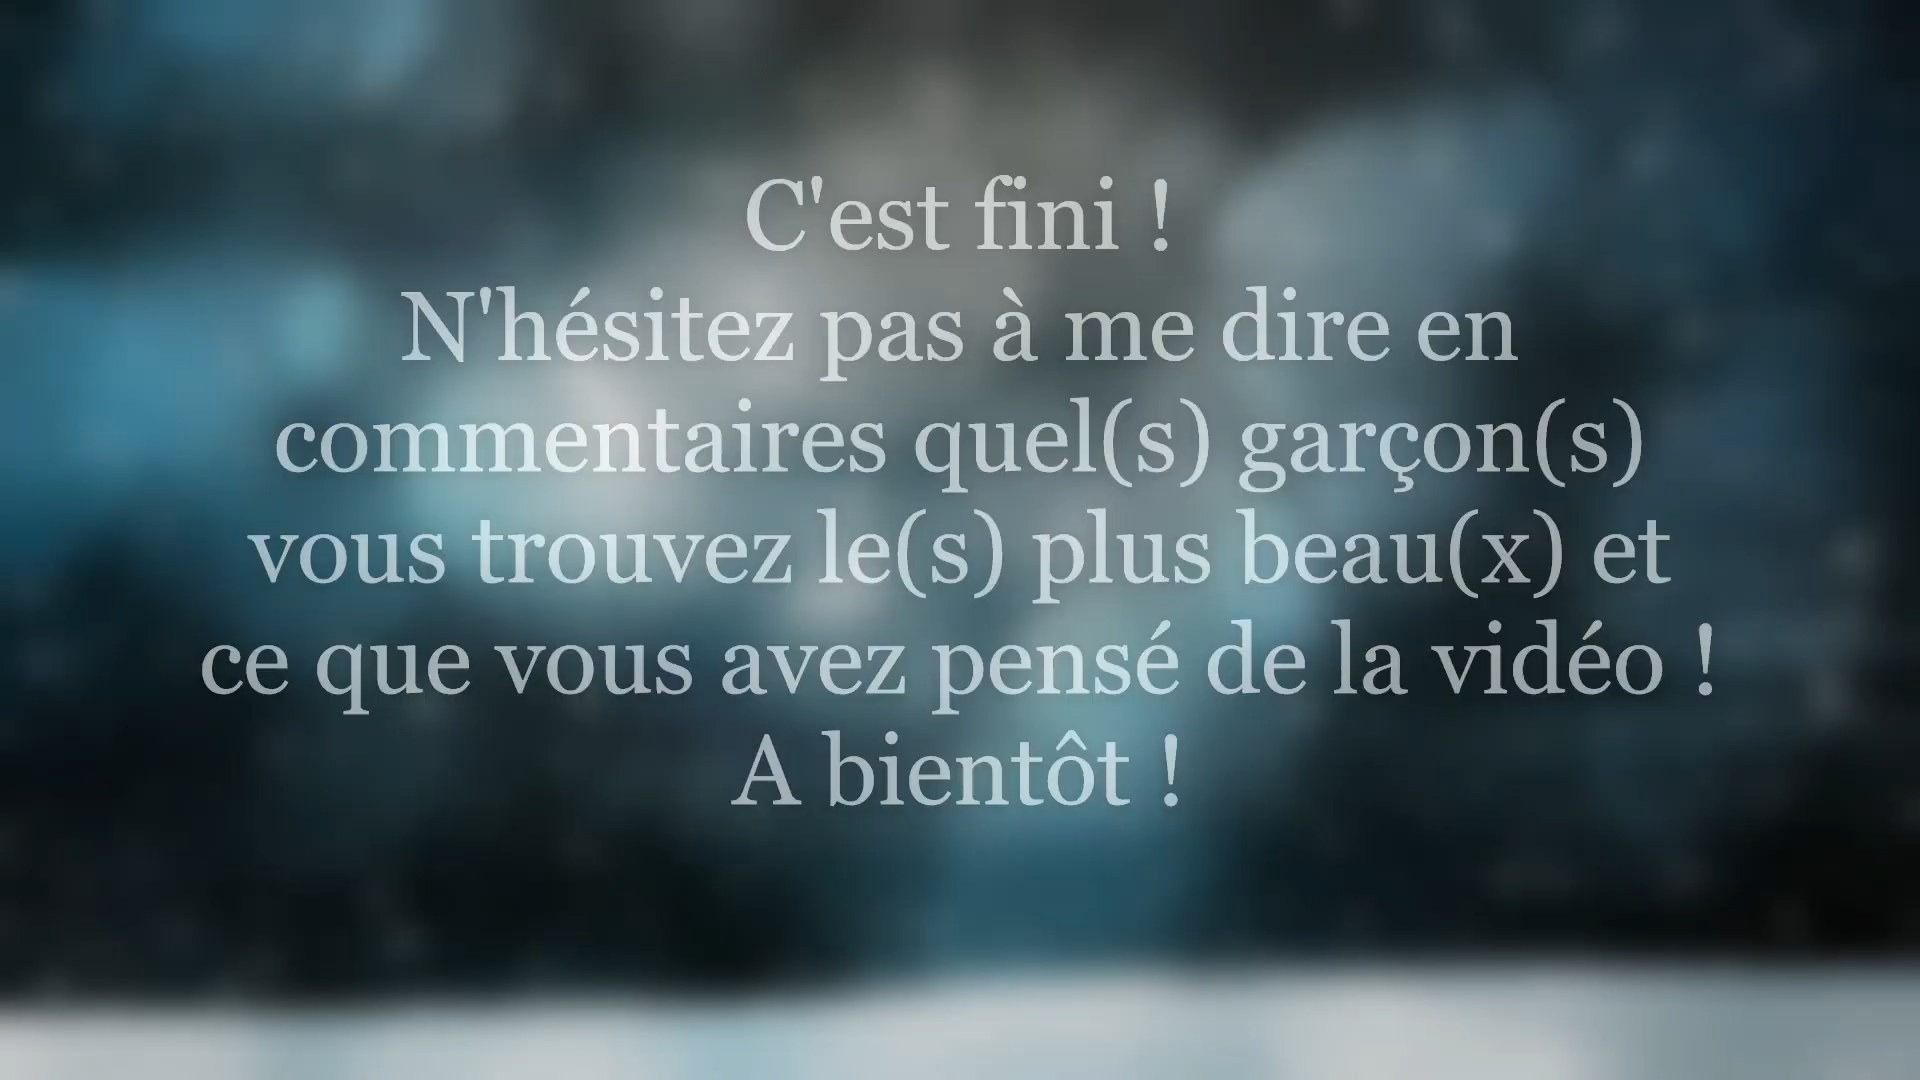 C'est fini !
N'hésitez pas à me dire en
commentaires quel(s) garçon(s)
vous trouvez le(s) plus beau(x) et
ce que vous avez pensé de la vidéo !
A bientôt !